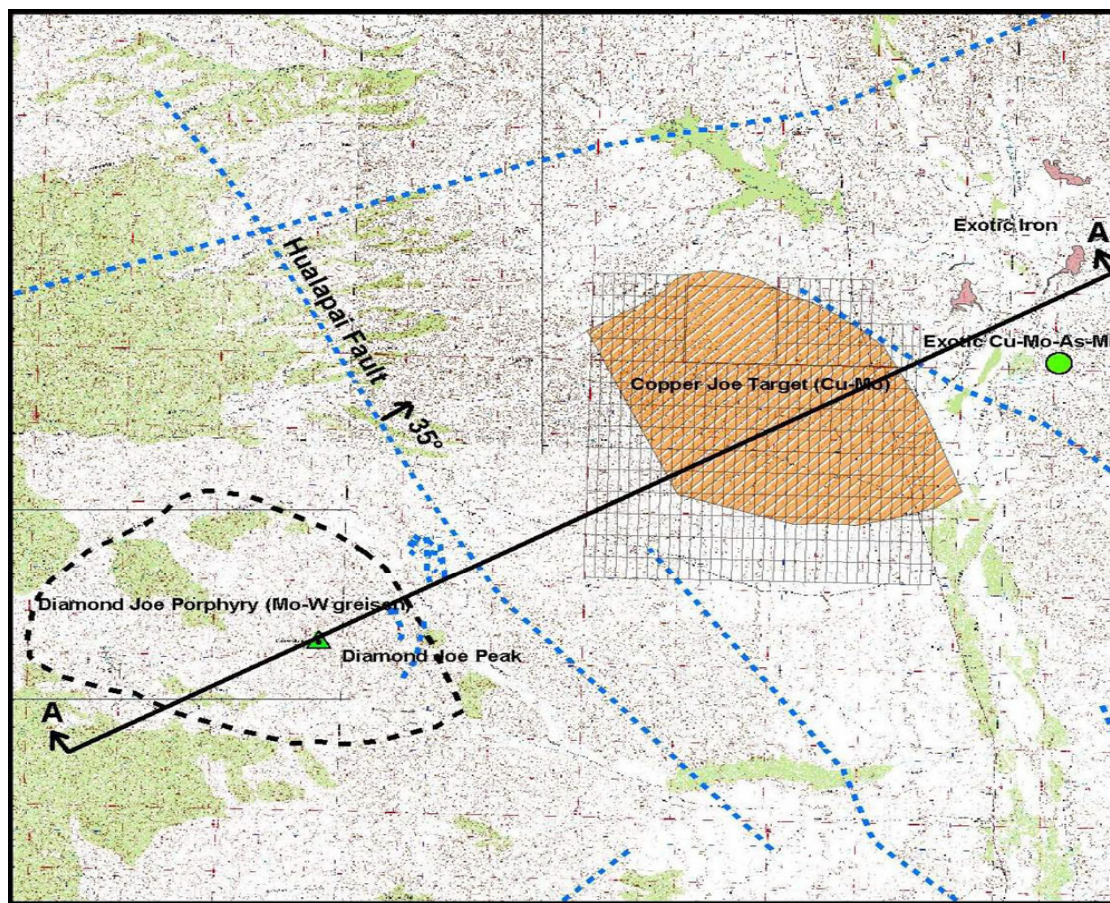 Exotic Iron
A
Hualapai Fault
Exotic Cu-Mo-As-M
Copper Joe Target (Cu-Mo)
35°
Diamond Joe Porphyry (Mo-W greisen)
Diamond Joe Peak
A